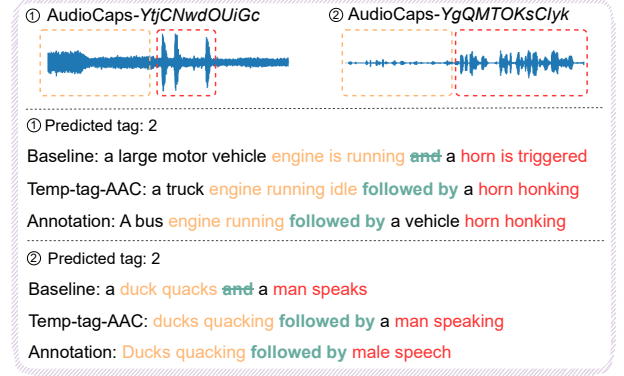 ① AudioCaps-YtjCNwdOUiGc ② AudioCaps-YgQMTOKsCIyk
① Predicted tag: 2
Baseline: a large motor vehicle engine is running and a horn is triggered
Temp-tag-AAC: a truck engine running idle followed by a horn honking
Annotation: A bus engine running followed by a vehicle horn honking
② Predicted tag: 2
Baseline: a duck quacks and a man speaks
Temp-tag-AAC: ducks quacking followed by a man speaking
Annotation: Ducks quacking followed by male speech